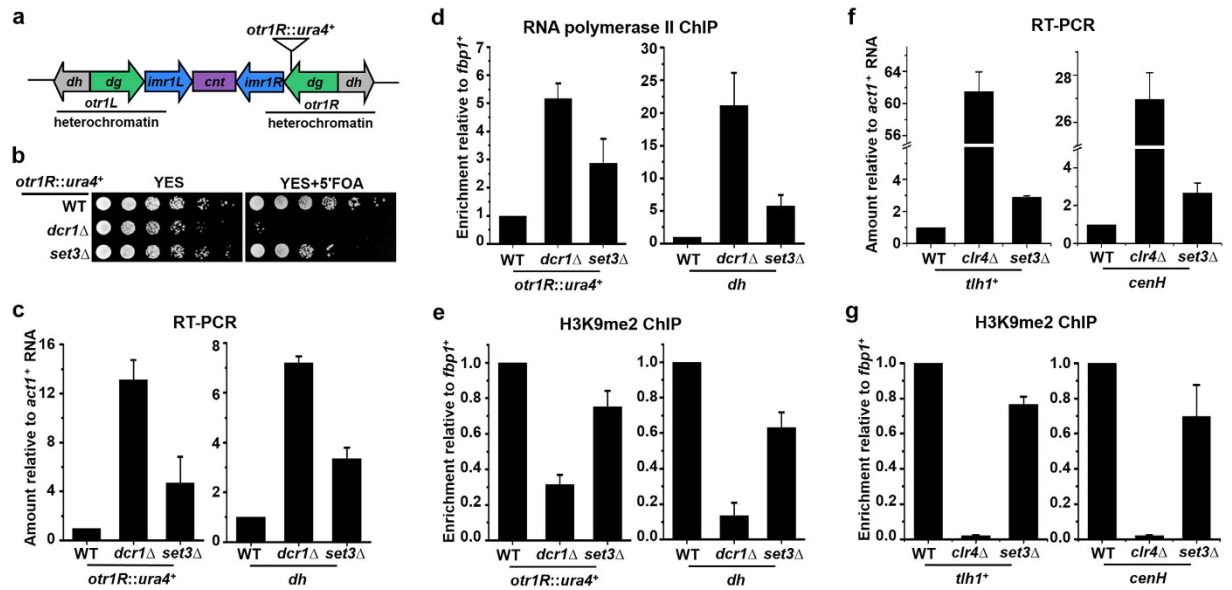 a
otr1R::ura4⁺
dh dg imr1L cnt imr1R dg dh
otr1L otr1R
heterochromatin heterochromatin
b
otr1R::ura4⁺ YES YES+5'FOA
WT
dcr1Δ
set3Δ
c
RT-PCR
Amount relative to act1⁺ RNA
16
12
8
4
0
WT dcr1Δ set3Δ
otr1R::ura4⁺
8
6
4
2
0
WT dcr1Δ set3Δ
dh
d
RNA polymerase II ChIP
Enrichment relative to fbp1⁺
7
6
5
4
3
2
1
0
WT dcr1Δ set3Δ
otr1R::ura4⁺
30
25
20
15
10
5
0
WT dcr1Δ set3Δ
dh
e
H3K9me2 ChIP
Enrichment relative to fbp1⁺
1.0
0.8
0.6
0.4
0.2
0.0
WT dcr1Δ set3Δ
otr1R::ura4⁺
1.0
0.8
0.6
0.4
0.2
0.0
WT dcr1Δ set3Δ
dh
f
RT-PCR
Amount relative to act1⁺ RNA
64
60
56
4
2
0
WT clr4Δ set3Δ
tlh1⁺
28
26
4
2
0
WT clr4Δ set3Δ
cenH
g
H3K9me2 ChIP
Enrichment relative to fbp1⁺
1.0
0.8
0.6
0.4
0.2
0.0
WT clr4Δ set3Δ
tlh1⁺
1.0
0.8
0.6
0.4
0.2
0.0
WT clr4Δ set3Δ
cenH